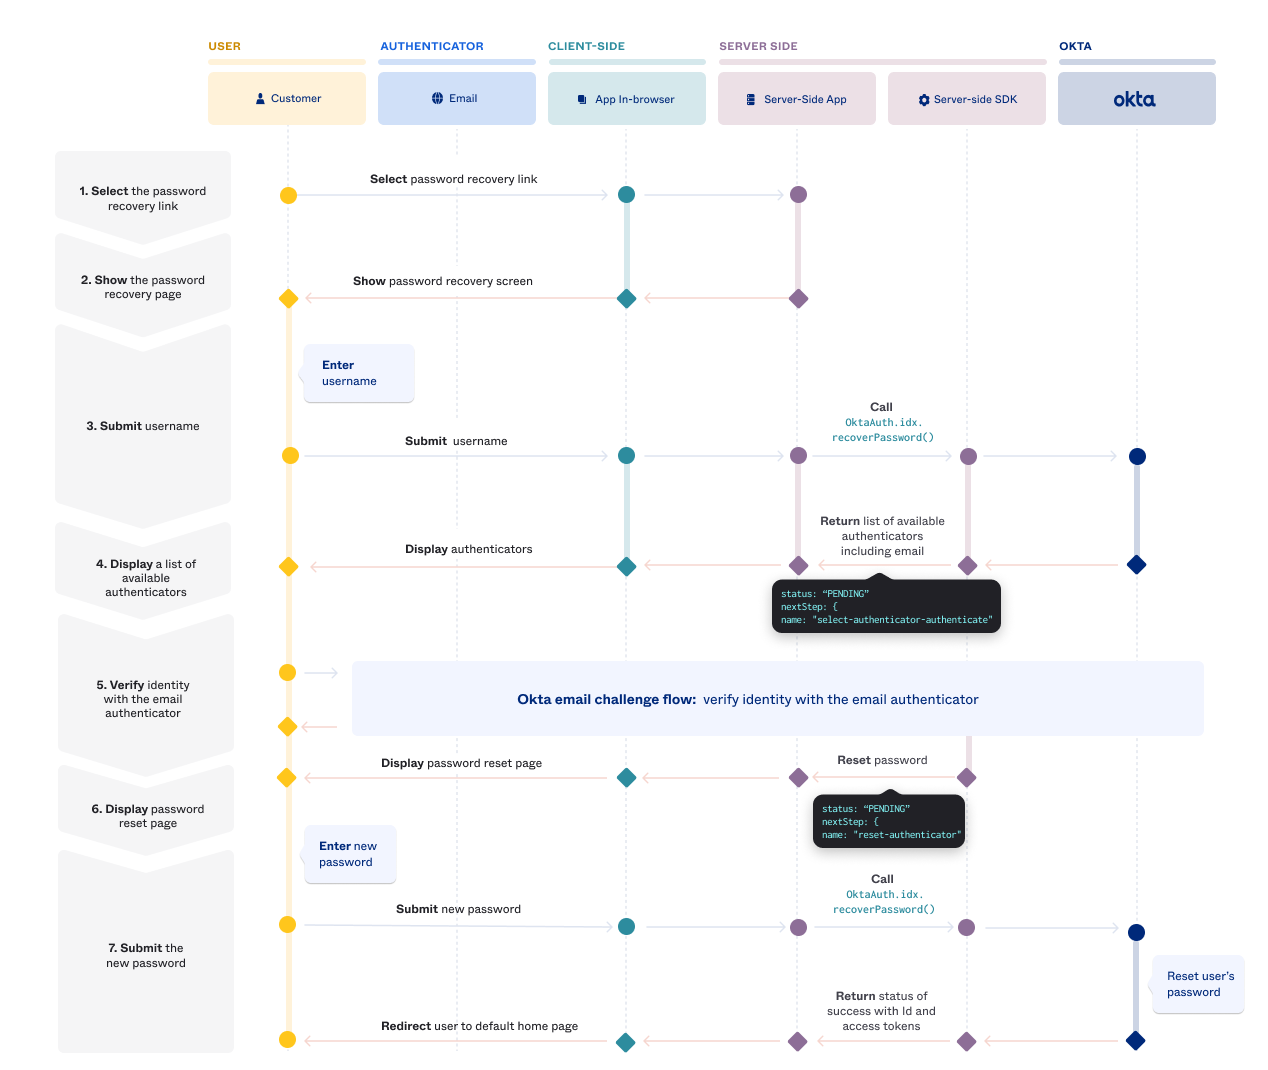 USER
AUTHENTICATOR
CLIENT-SIDE
SERVER SIDE
OKTA
Customer
Email
App In-browser
Server-Side App
Server-side SDK
okta
1. Select the password
recovery link
Select password recovery link
2. Show the password
recovery page
Show password recovery screen
Enter
username
3. Submit username
Submit username
Call
OktaAuth.idx.
recoverPassword()
4. Display a list of
available
authenticators
Display authenticators
Return list of available
authenticators
including email
status: “PENDING”
nextStep: {
name: "select-authenticator-authenticate"
5. Verify identity
with the email
authenticator
Okta email challenge flow: verify identity with the email authenticator
6. Display password
reset page
Display password reset page
Reset password
status: “PENDING”
nextStep: {
name: "reset-authenticator"
Enter new
password
7. Submit the
new password
Submit new password
Call
OktaAuth.idx.
recoverPassword()
Reset user’s
password
Return status of
success with Id and
access tokens
Redirect user to default home page